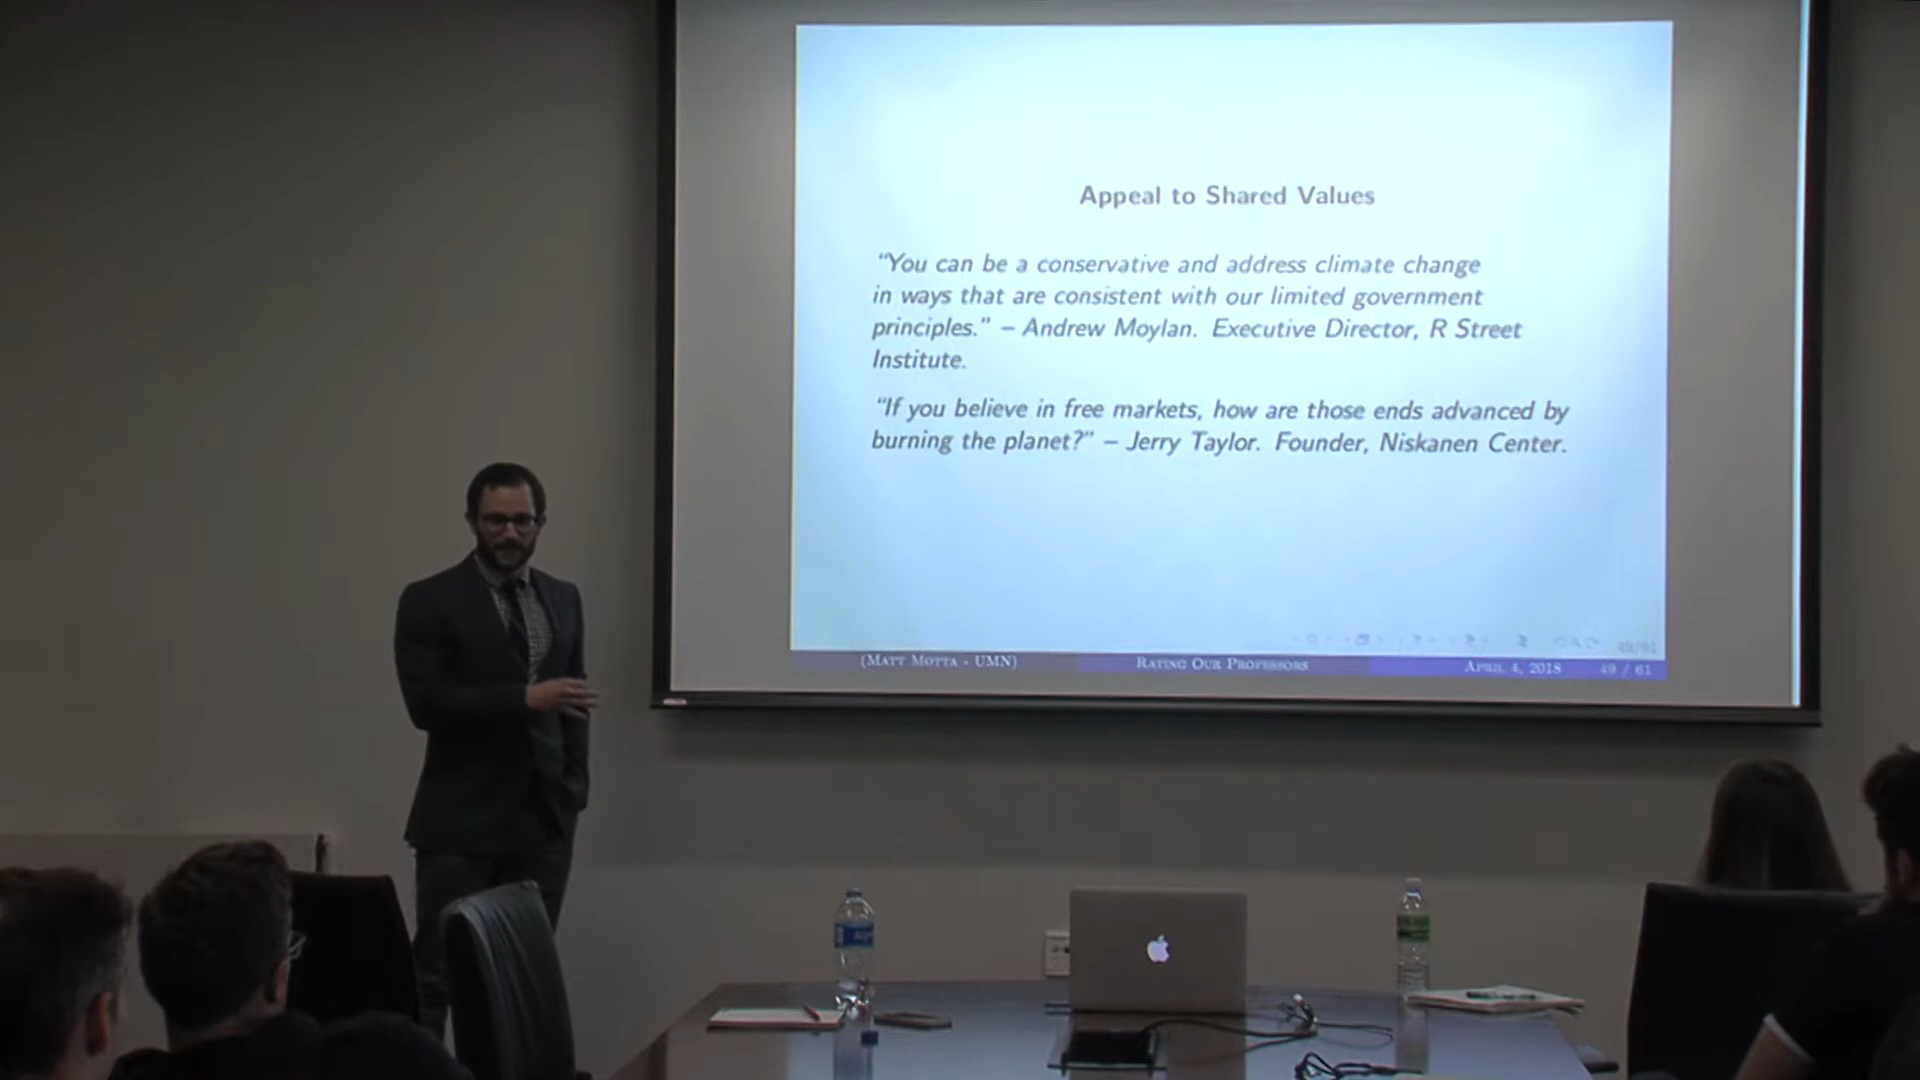 Appeal to Shared Values
“You can be a conservative and address climate change
in ways that are consistent with our limited government
principles.” – Andrew Moylan. Executive Director, R Street
Institute.
“If you believe in free markets, how are those ends advanced by
burning the planet?” – Jerry Taylor. Founder, Niskanen Center.
(Matt Motta - UMN) Rating Our Professors April 4, 2018 49 / 61